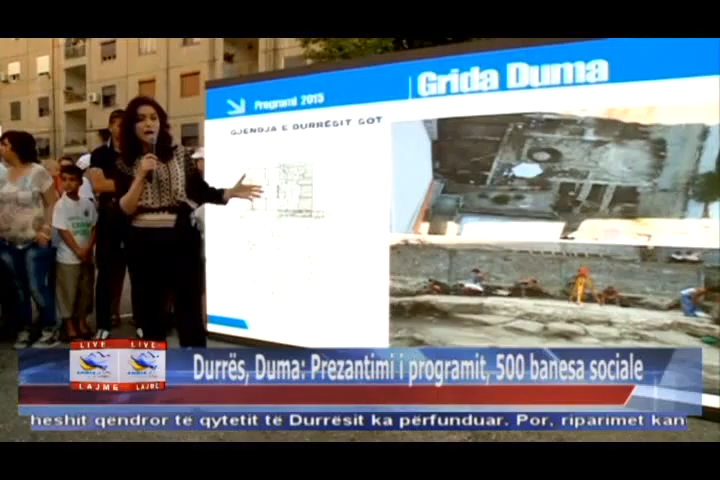 Grida Duma
Programi 2015
GJENDJA E DURRËSIT SOT
LIVE LIVE
LAJME LAJME
Durrës, Duma: Prezantimi i programit, 500 banesa sociale
heshit qendror të qytetit të Durrësit ka përfunduar. Por, riparimet kan